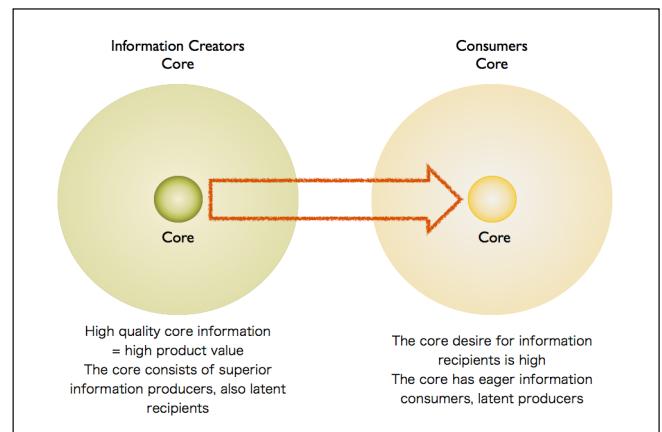 Information Creators
Core
Consumers
Core
Core
Core
High quality core information
= high product value
The core consists of superior
information producers, also latent
recipients
The core desire for information
recipients is high
The core has eager information
consumers, latent producers